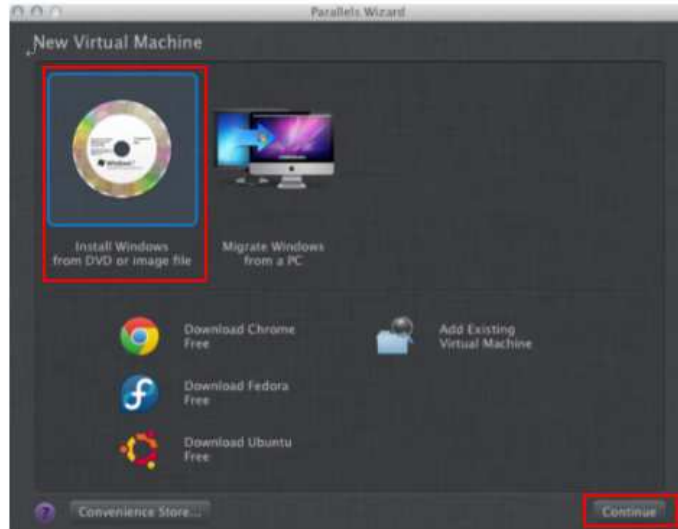 Parallels Wizard
New Virtual Machine
Install Windows
from DVD or image file
Migrate Windows
from a PC
Download Chrome
Free
Add Existing
Virtual Machine
Download Fedora
Free
Download Ubuntu
Free
?
Convenience Store...
Continue